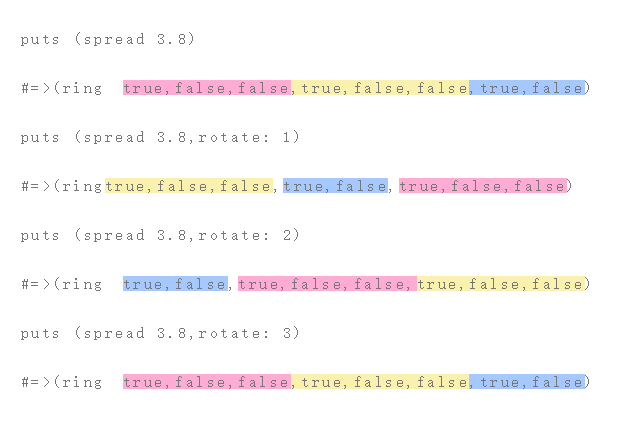 puts (spread 3.8)
#=>(ring true,false,false,true,false,false,true,false)
puts (spread 3.8,rotate: 1)
#=>(ringtrue,false,false,true,false,true,false,false)
puts (spread 3.8,rotate: 2)
#=>(ring true,false,true,false,false,true,false,false)
puts (spread 3.8,rotate: 3)
#=>(ring true,false,false,true,false,false,true,false)